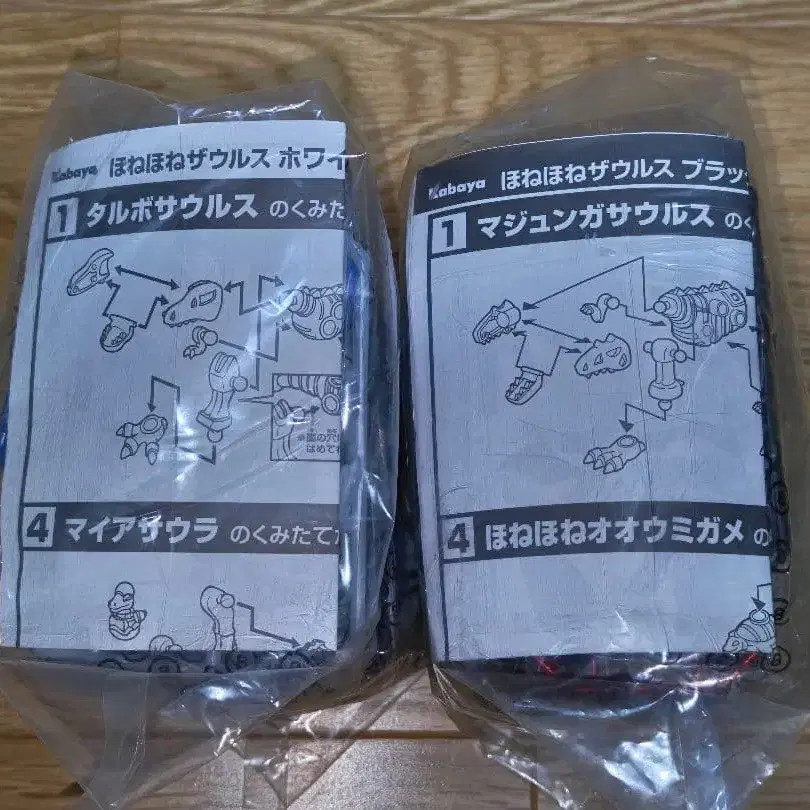 Kabaya ほねほねザウルス ホワイ
1 タルボサウルス のくみた
はめて
4 マイアサウラ のくみたて
Kabaya ほねほねザウルス ブラッ
1 マジュンガサウルス の
4 ほねほねオオウミガメ の
a